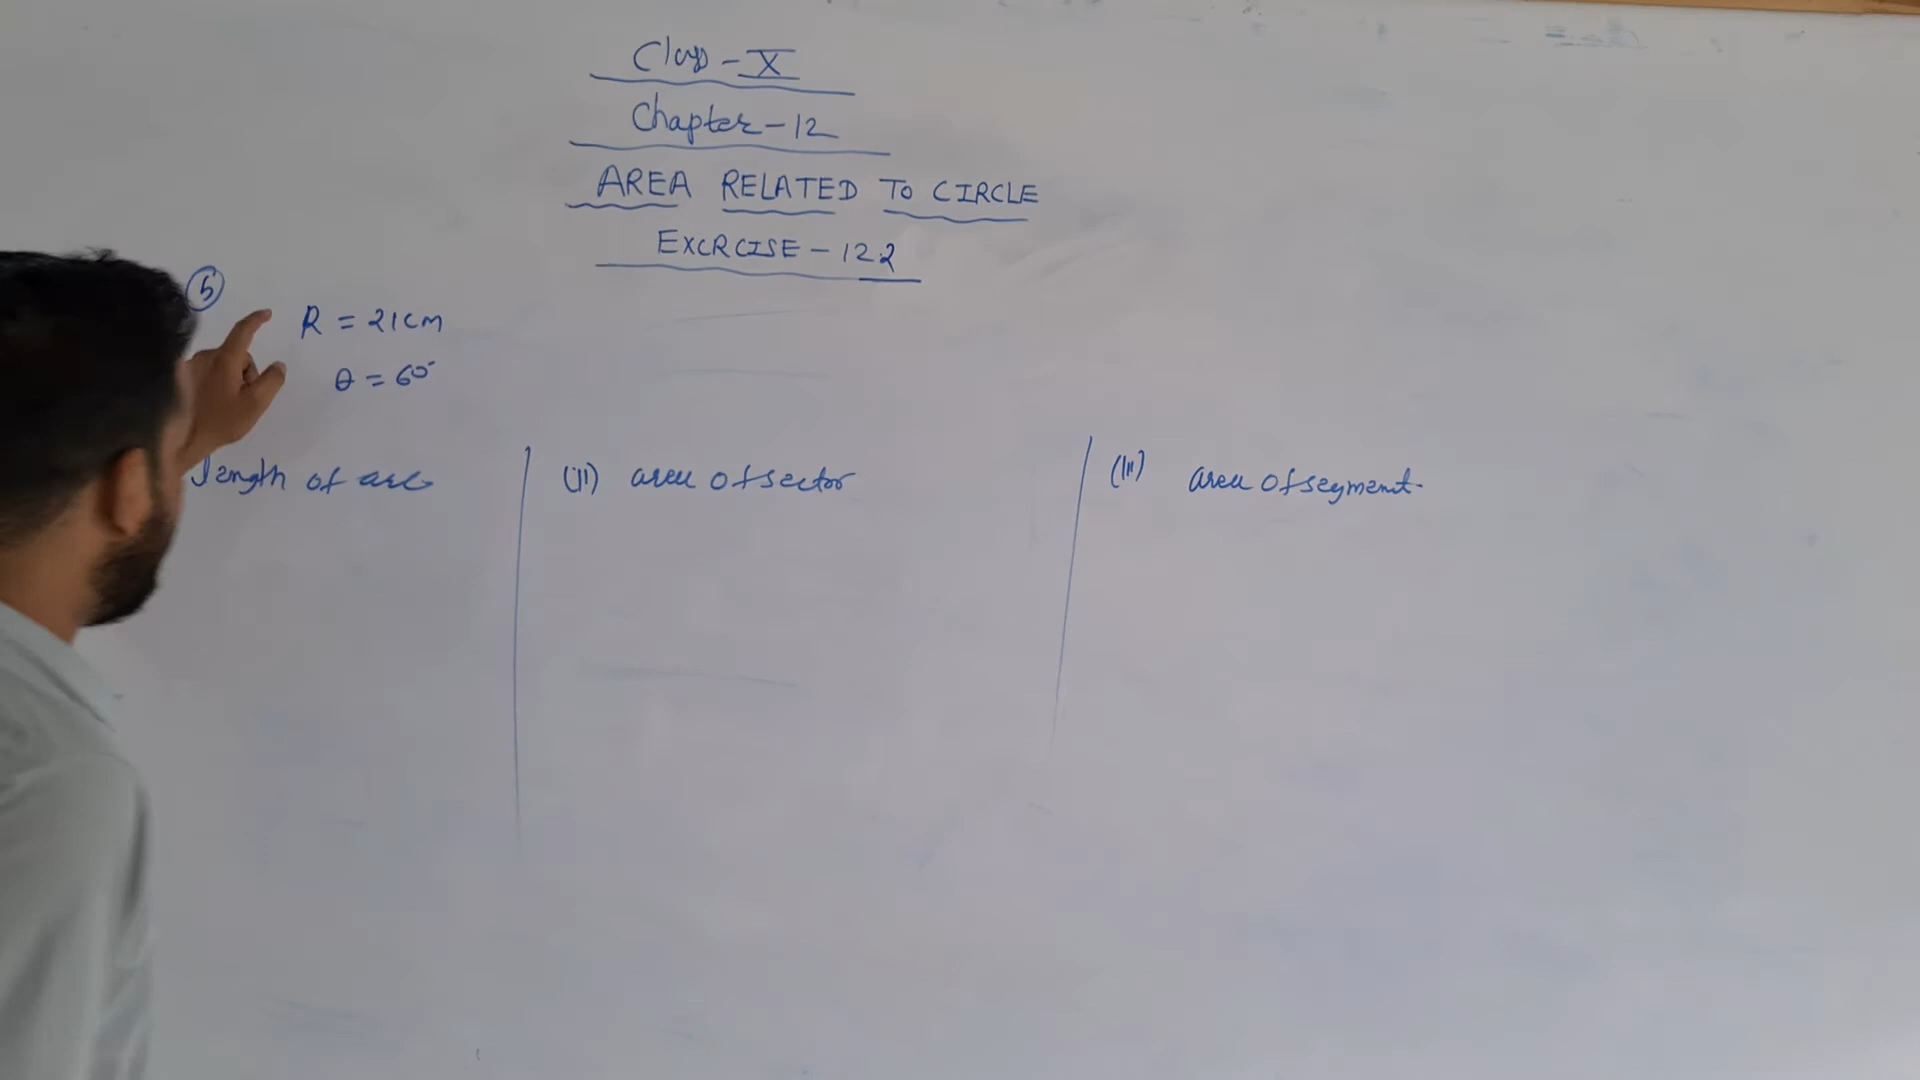 Class - X
Chapter - 12
AREA RELATED TO CIRCLE
EXCRCISE - 12.2
5
R = 21cm
θ = 60°
length of arc
(ii) area of sector
(iii) area of segment